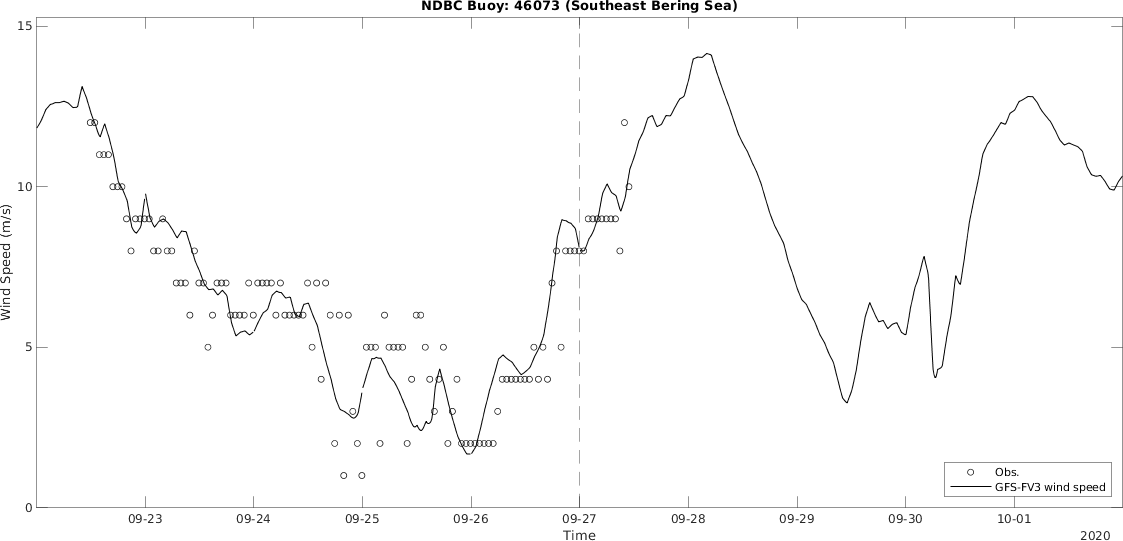 NDBC Buoy: 46073 (Southeast Bering Sea)
15
10
5
0
Wind Speed (m/s)
Obs.
GFS-FV3 wind speed
09-23 09-24 09-25 09-26 09-27 09-28 09-29 09-30 10-01
Time
2020